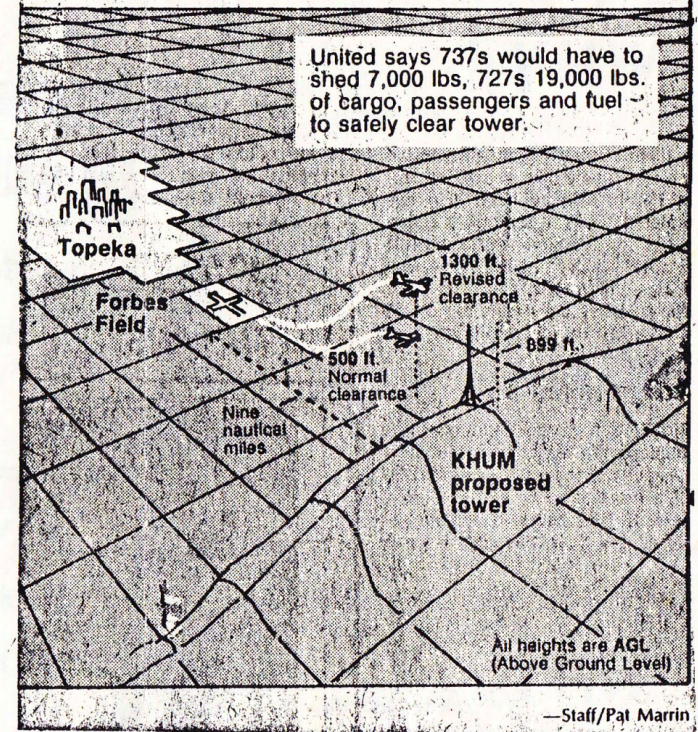 United says 737s would have to
shed 7,000 lbs, 727s 19,000 lbs.
of cargo, passengers and fuel -
to safely clear tower.
Topeka
Forbes
Field
1300 ft.
Revised
clearance
500 ft.
Normal
clearance
899 ft.
Nine
nautical
miles
KHUM
proposed
tower
All heights are AGL
(Above Ground Level)
—Staff/Pat Marrin